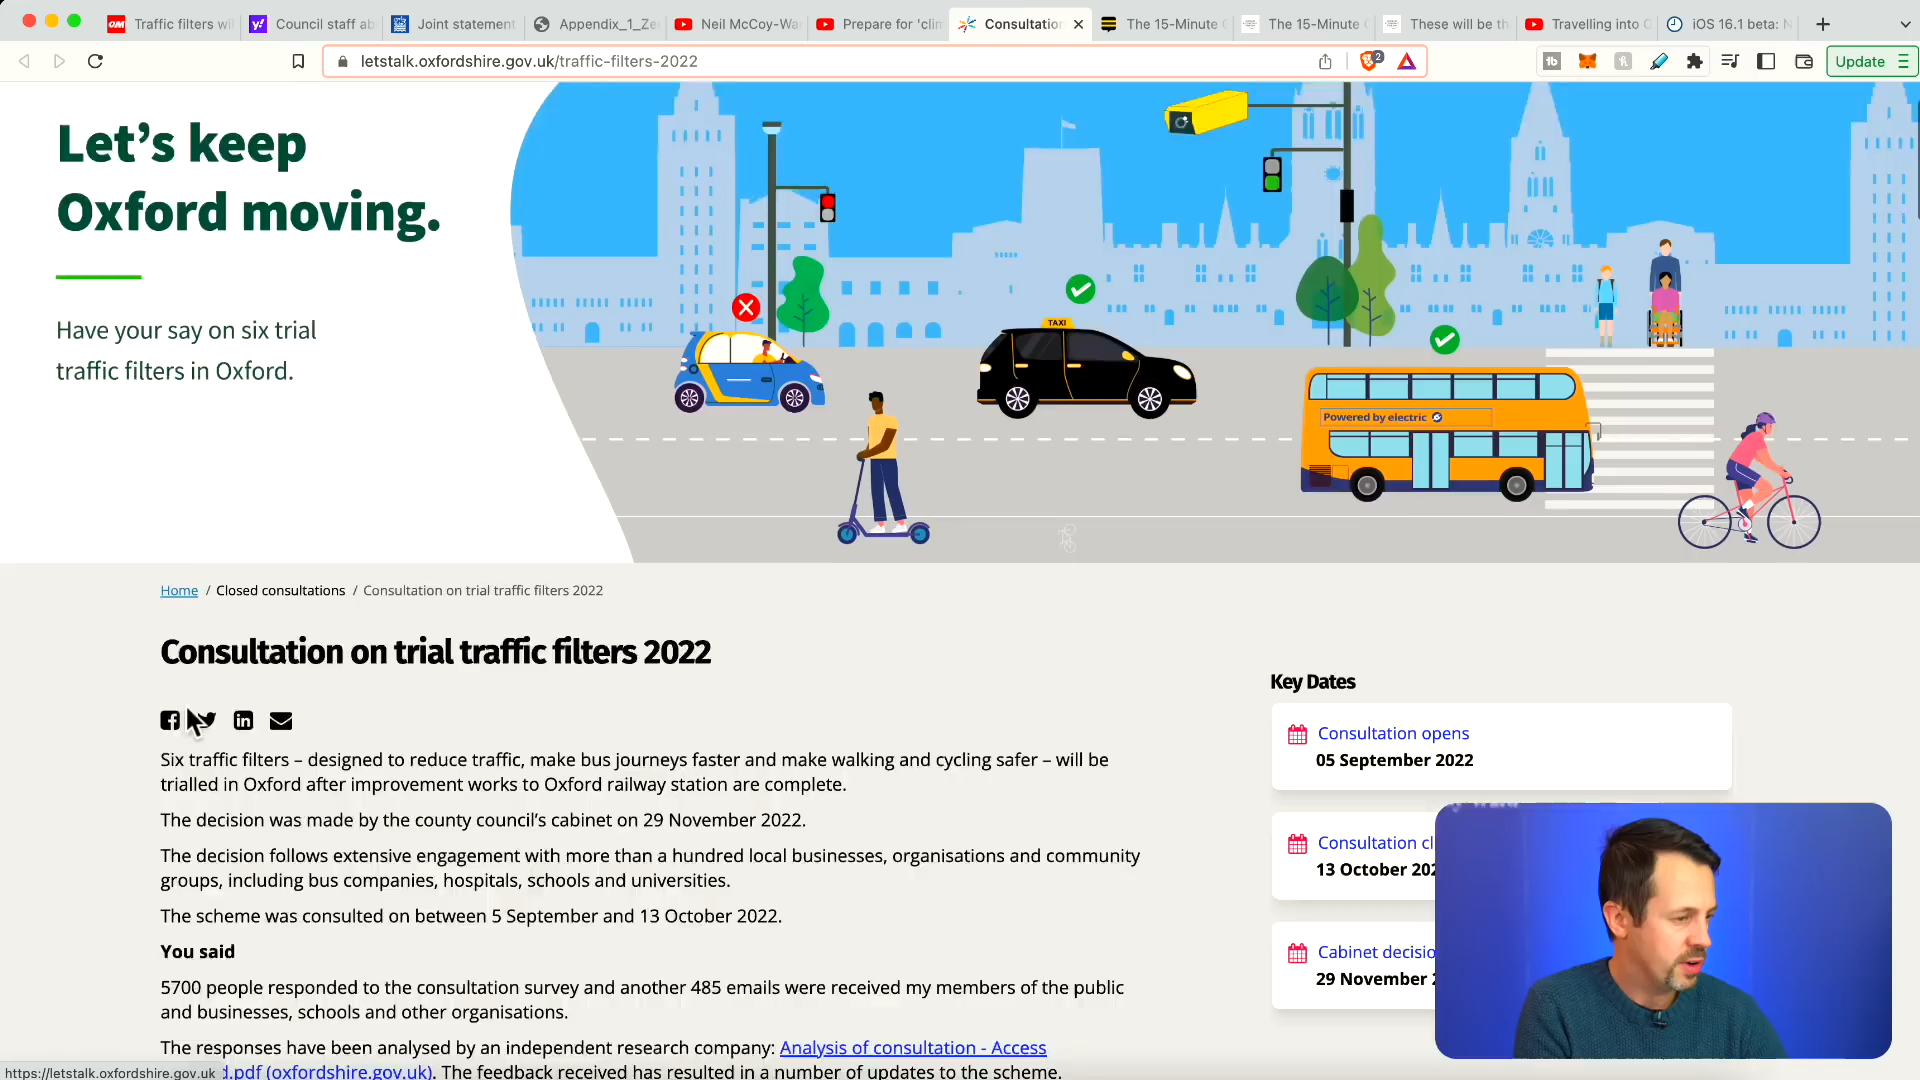 Traffic filters wi
Council staff ab
Joint statement
Appendix_1_Ze
Neil McCoy-Wa
Prepare for 'clim
Consultation
The 15-Minute
The 15-Minute
These will be th
Travelling into
iOS 16.1 beta: N
letstalk.oxfordshire.gov.uk/traffic-filters-2022
2
Update
Let's keep
Oxford moving.
Have your say on six trial
traffic filters in Oxford.
TAXI
Powered by electric
Home / Closed consultations / Consultation on trial traffic filters 2022
Consultation on trial traffic filters 2022
Six traffic filters – designed to reduce traffic, make bus journeys faster and make walking and cycling safer – will be
trialled in Oxford after improvement works to Oxford railway station are complete.
The decision was made by the county council's cabinet on 29 November 2022.
The decision follows extensive engagement with more than a hundred local businesses, organisations and community
groups, including bus companies, hospitals, schools and universities.
The scheme was consulted on between 5 September and 13 October 2022.
You said
5700 people responded to the consultation survey and another 485 emails were received my members of the public
and businesses, schools and other organisations.
The responses have been analysed by an independent research company: Analysis of consultation - Access
d.pdf (oxfordshire.gov.uk). The feedback received has resulted in a number of updates to the scheme.
Key Dates
Consultation opens
05 September 2022
Consultation cl
13 October 202
Cabinet decisio
29 November 2
https://letstalk.oxfordshire.gov.uk